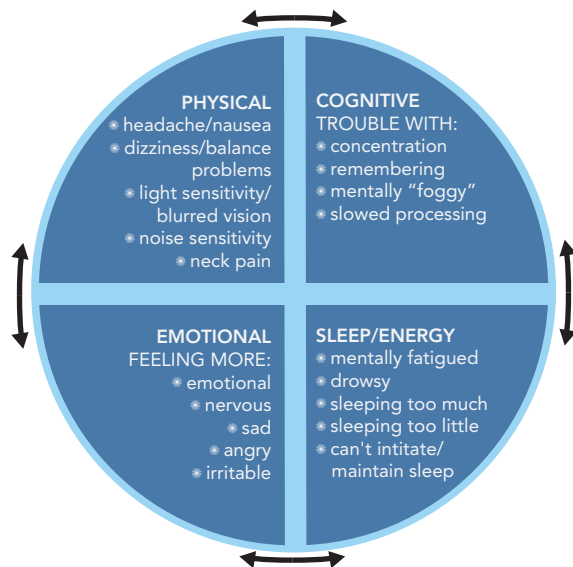 PHYSICAL
✺ headache/nausea
✺ dizziness/balance
problems
✺ light sensitivity/
blurred vision
✺ noise sensitivity
✺ neck pain
COGNITIVE
TROUBLE WITH:
✺ concentration
✺ remembering
✺ mentally “foggy”
✺ slowed processing
EMOTIONAL
FEELING MORE:
✺ emotional
✺ nervous
✺ sad
✺ angry
✺ irritable
SLEEP/ENERGY
✺ mentally fatigued
✺ drowsy
✺ sleeping too much
✺ sleeping too little
✺ can't intitate/
maintain sleep